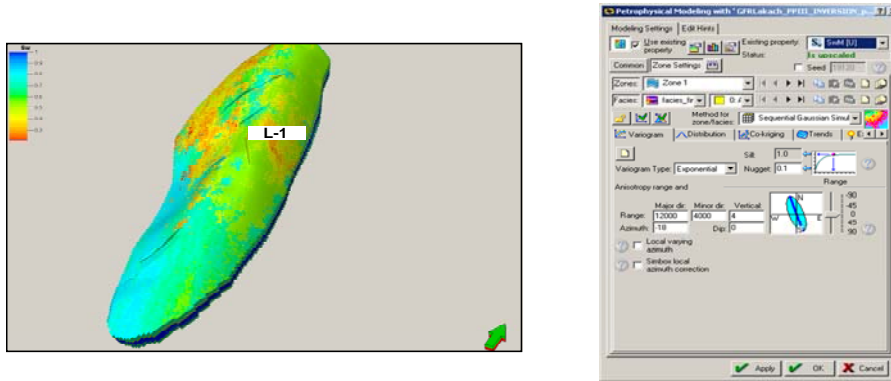 Sw
1
0.9
0.8
0.7
0.6
0.5
0.4
0.3
L-1
Petrophysical Modeling with "GFRLakach_PPIII_INVERSION_p...
Modeling Settings Edit Hints
Use existing property Existing property: SwM [U]
Status: Is upscaled
Common Zone Settings Seed
Zones: Zone 1
Facies: facies_fir 0: A
Method for zone/facies: Sequential Gaussian Simul
Variogram Distribution Co-kriging Trends
Sill: 1.0
Variogram Type: Exponential Nugget: 0.1
Range
Anisotropy range and
Major dir: Minor dir: Vertical:
Range: 12000 4000 4
Azimuth: -18 Dip: 0
N
W E
-90
-45
0
45
90
Local varying azimuth
Simbox local azimuth correction
Apply OK Cancel